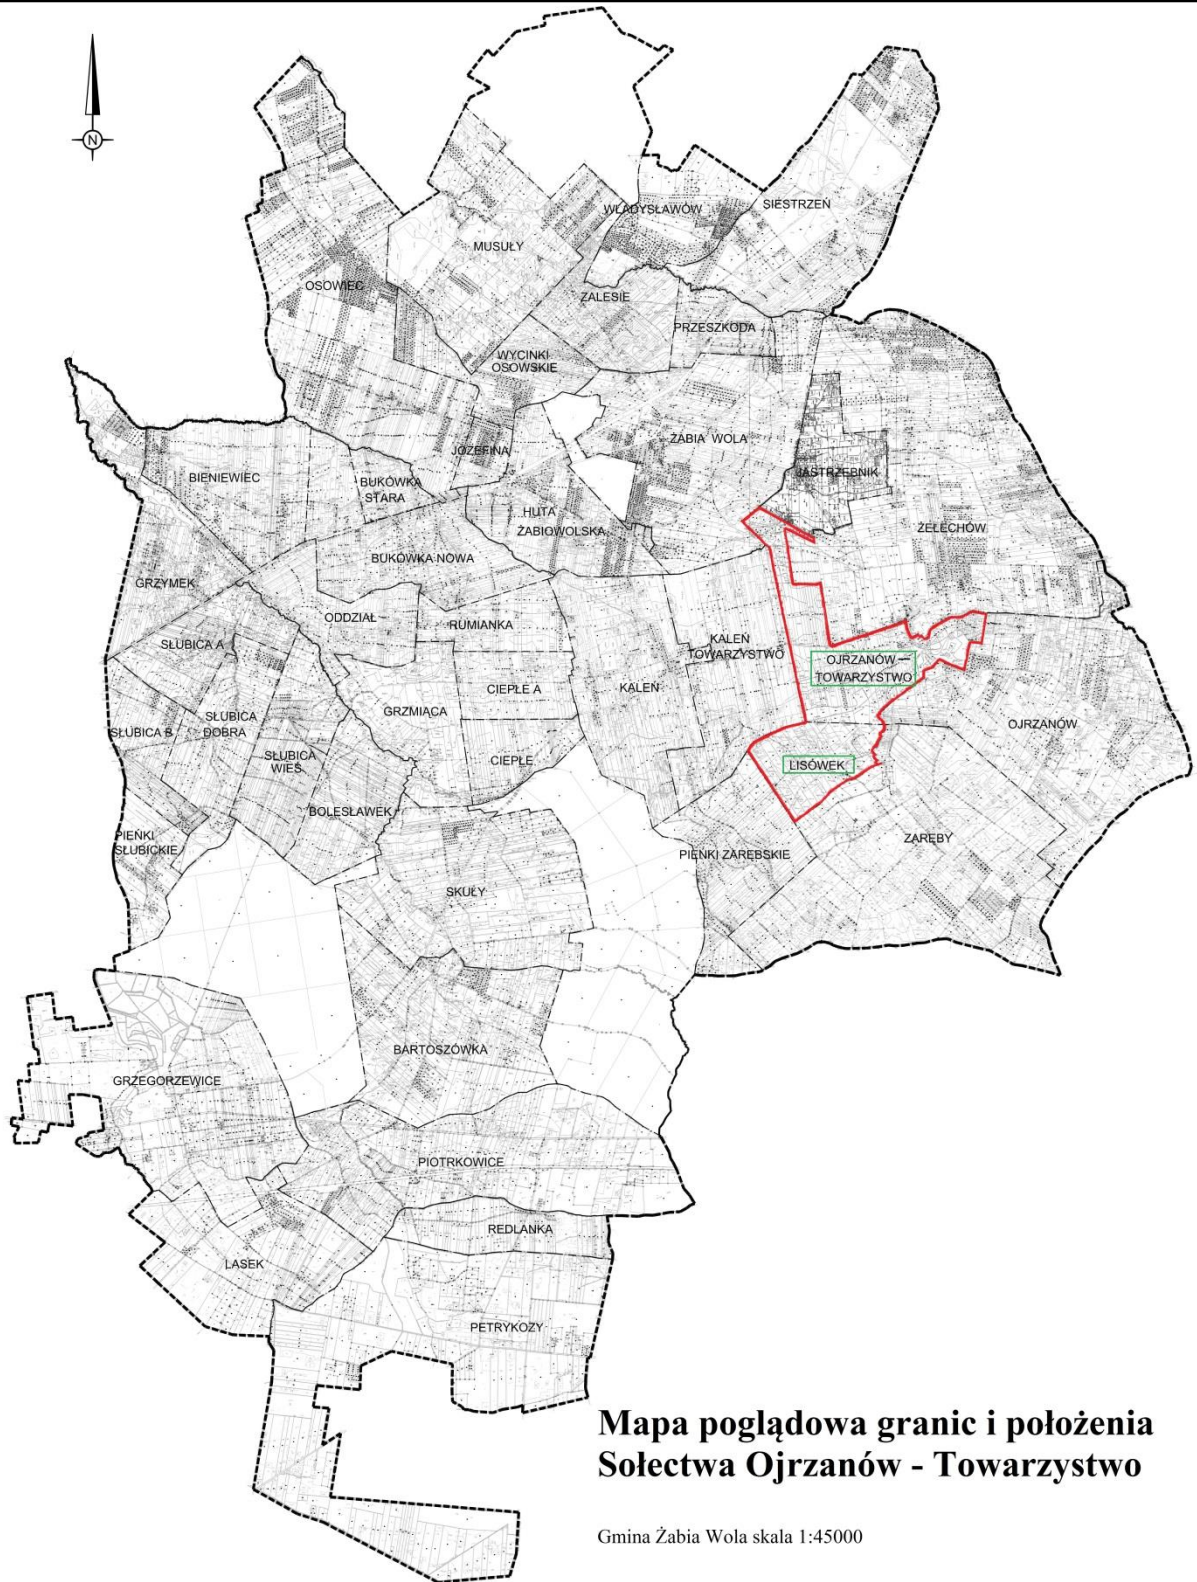 N
WŁADYSŁAWÓW
SIESTRZEŃ
MUSUŁY
OSOWIEC
ZALESIE
PRZESZKODA
WYCINKI
OSOWSKIE
JÓZEFINA
ŻABIA WOLA
JASTRZĘBNIK
BIENIEWIEC
BUKÓWKA
STARA
HUTA
ŻABIOWOLSKA
ŻELECHÓW
BUKÓWKA NOWA
GRZYMEK
ODDZIAŁ
RUMIANKA
SŁUBICA A
KALEŃ
TOWARZYSTWO
OJRZANÓW —
TOWARZYSTWO
CIEPŁE A
KALEŃ
GRZMIĄCA
SŁUBICA B
SŁUBICA
DOBRA
OJRZANÓW
SŁUBICA
WIEŚ
CIEPŁE
LISÓWEK
BOLESŁAWEK
PIEŃKI
SŁUBICKIE
ZARĘBY
PIEŃKI ZARĘBSKIE
SKUŁY
BARTOSZÓWKA
GRZEGORZEWICE
PIOTRKOWICE
REDLANKA
LASEK
PETRYKOZY
Mapa poglądowa granic i położenia
Sołectwa Ojrzanów - Towarzystwo
Gmina Żabia Wola skala 1:45000